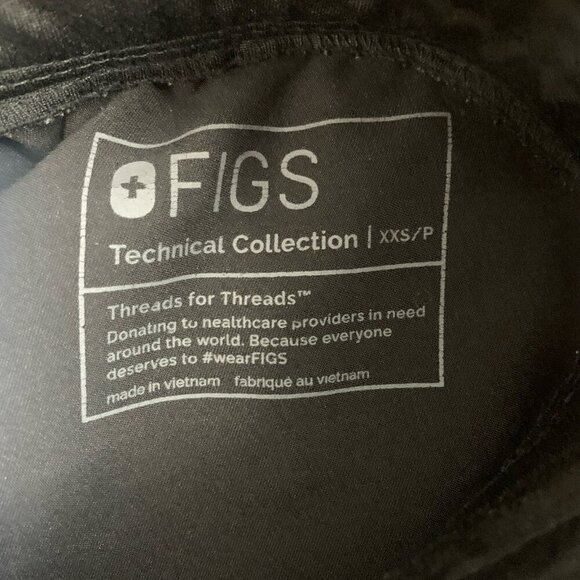 FIGS
Technical Collection | XXS/P
Threads for Threads™
Donating to healthcare providers in need
around the world. Because everyone
deserves to #wearFIGS
made in vietnam fabriqué au vietnam